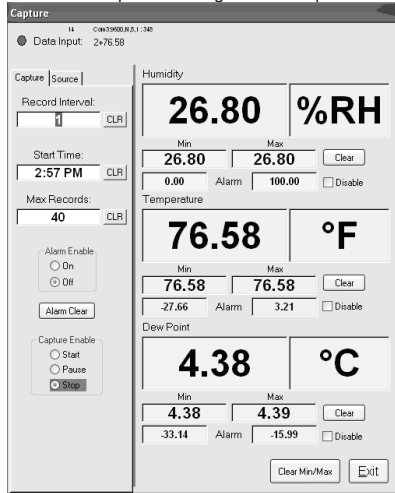 Capture
14 Com3:9600,N,8,1:348
Data Input: 2+76.58
Capture Source
Record Interval:
1 CLR
Start Time:
2:57 PM CLR
Max Records:
40 CLR
Alarm Enable
On
Off
Alarm Clear
Capture Enable
Start
Pause
Stop
Humidity
26.80 %RH
Min Max
26.80 26.80 Clear
0.00 Alarm 100.00 Disable
Temperature
76.58 °F
Min Max
76.58 76.58 Clear
-27.66 Alarm 3.21 Disable
Dew Point
4.38 °C
Min Max
4.38 4.39 Clear
-33.14 Alarm -15.99 Disable
Clear Min/Max Exit